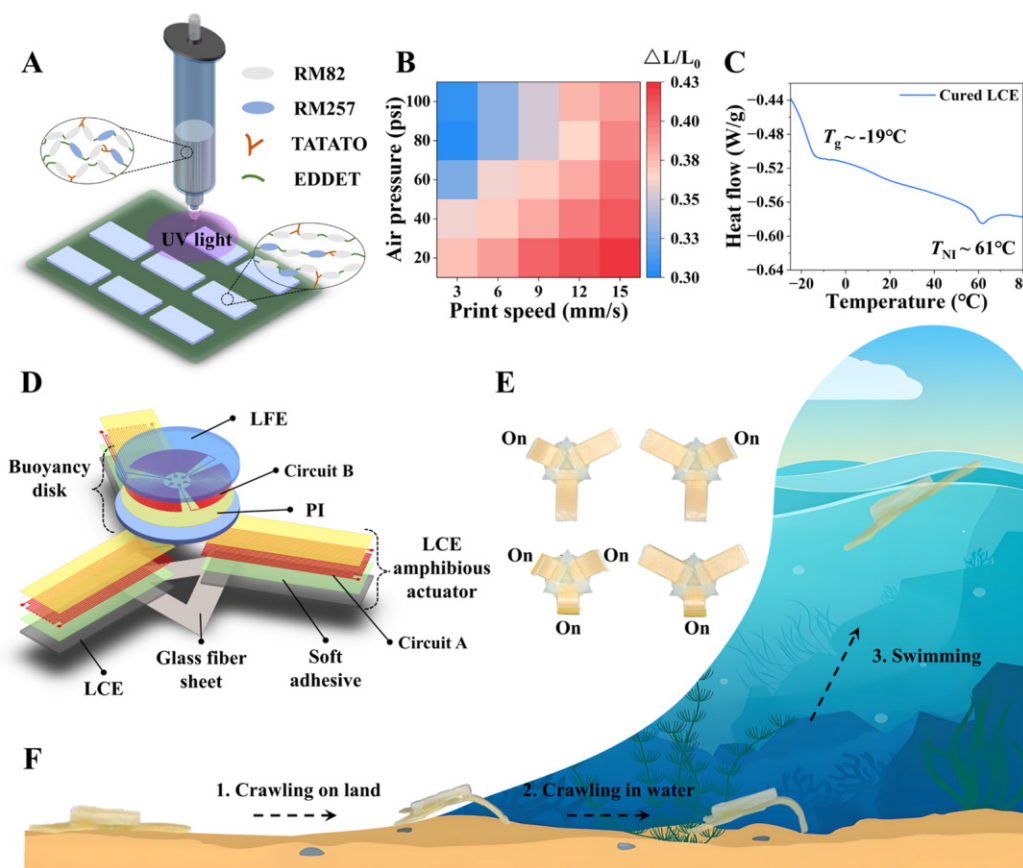 A
RM82
RM257
TATATO
EDDET
UV light
B
△L/L₀
Air pressure (psi)
100
80
60
40
20
3
6
9
12
15
Print speed (mm/s)
0.43
0.40
0.38
0.35
0.33
0.30
C
Heat flow (W/g)
−0.44
−0.48
−0.52
−0.56
−0.60
−0.64
Cured LCE
Tg ~ -19°C
TNI ~ 61°C
−20
0
20
40
60
80
Temperature (°C)
D
LFE
Buoyancy
disk
Circuit B
PI
LCE
amphibious
actuator
Circuit A
Glass fiber
sheet
Soft
adhesive
LCE
E
On
On
On
On
On
On
F
1. Crawling on land
2. Crawling in water
3. Swimming